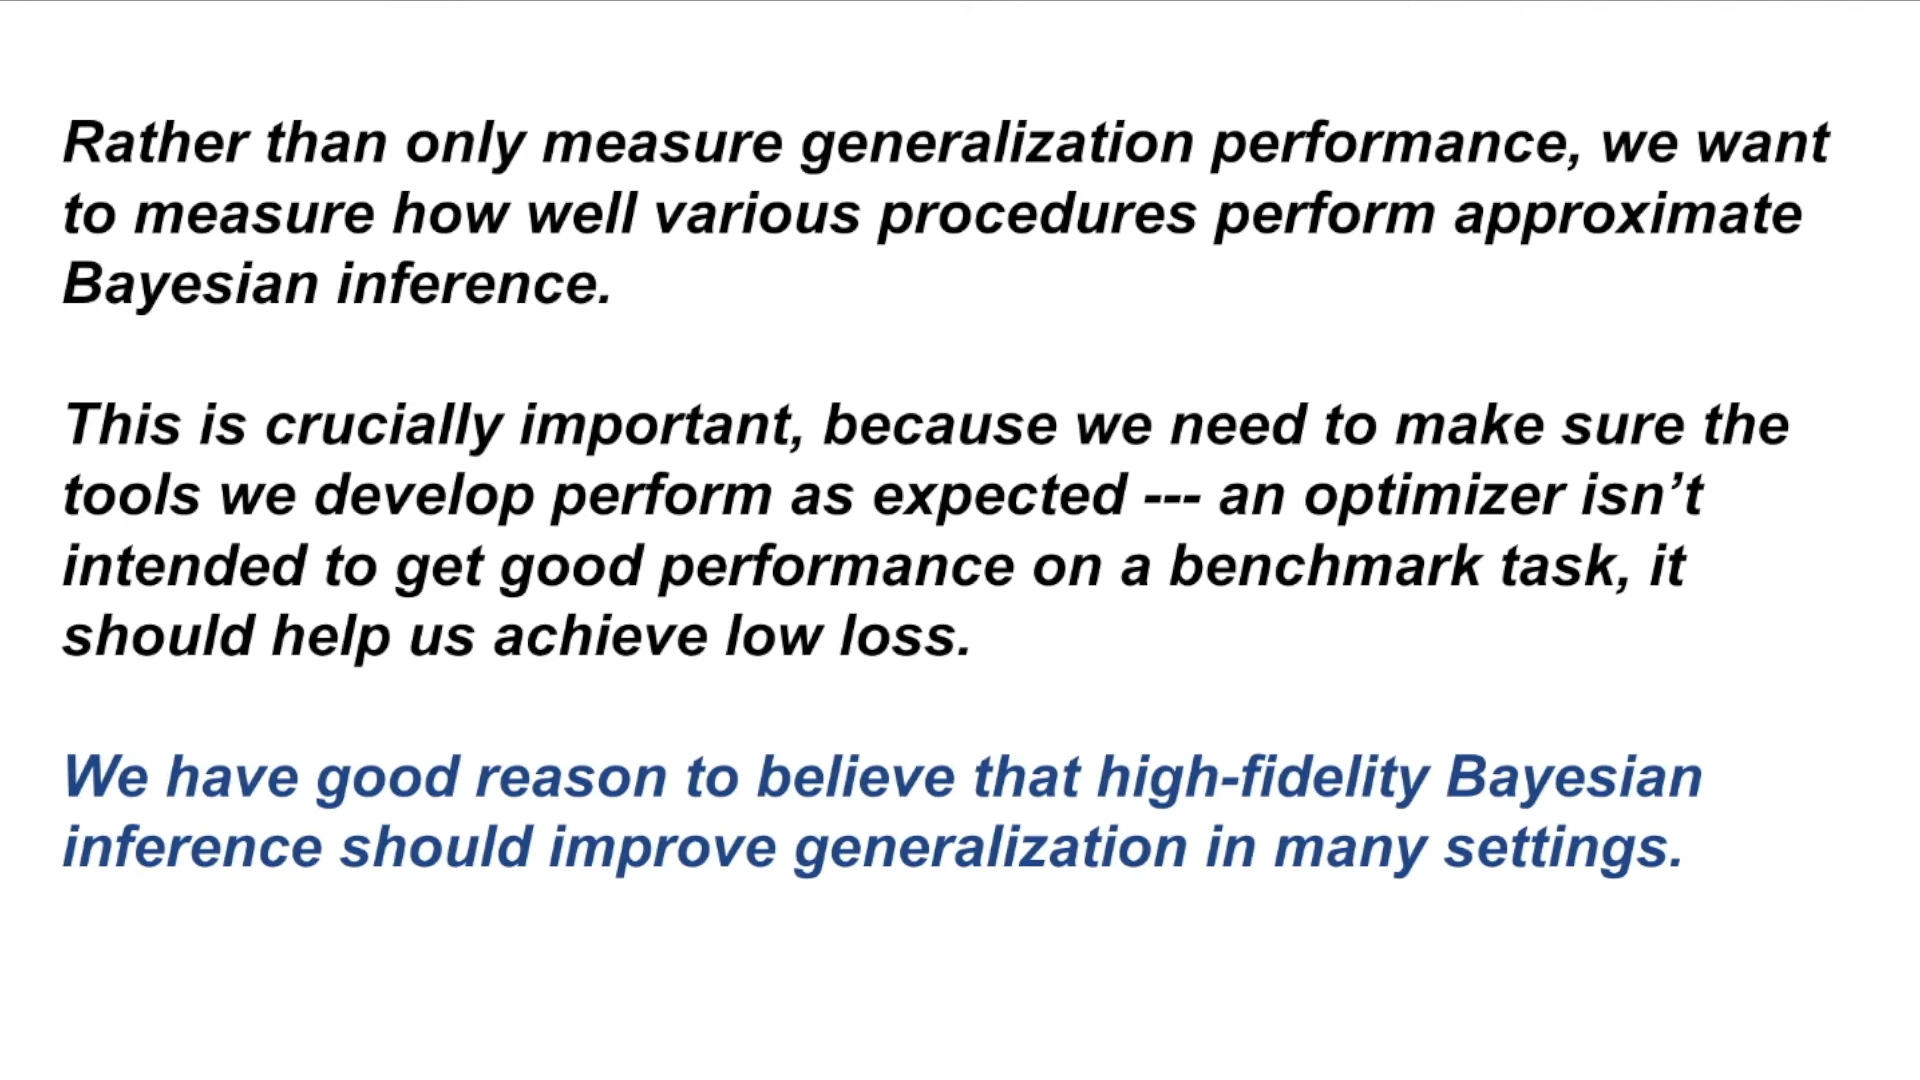 Rather than only measure generalization performance, we want
to measure how well various procedures perform approximate
Bayesian inference.
This is crucially important, because we need to make sure the
tools we develop perform as expected --- an optimizer isn’t
intended to get good performance on a benchmark task, it
should help us achieve low loss.
We have good reason to believe that high-fidelity Bayesian
inference should improve generalization in many settings.